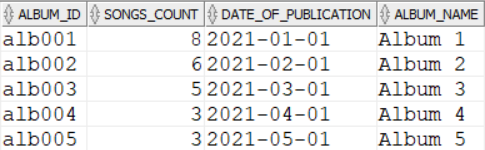 ALBUM_ID SONGS_COUNT DATE_OF_PUBLICATION ALBUM_NAME
alb001 8 2021-01-01 Album 1
alb002 6 2021-02-01 Album 2
alb003 5 2021-03-01 Album 3
alb004 3 2021-04-01 Album 4
alb005 3 2021-05-01 Album 5